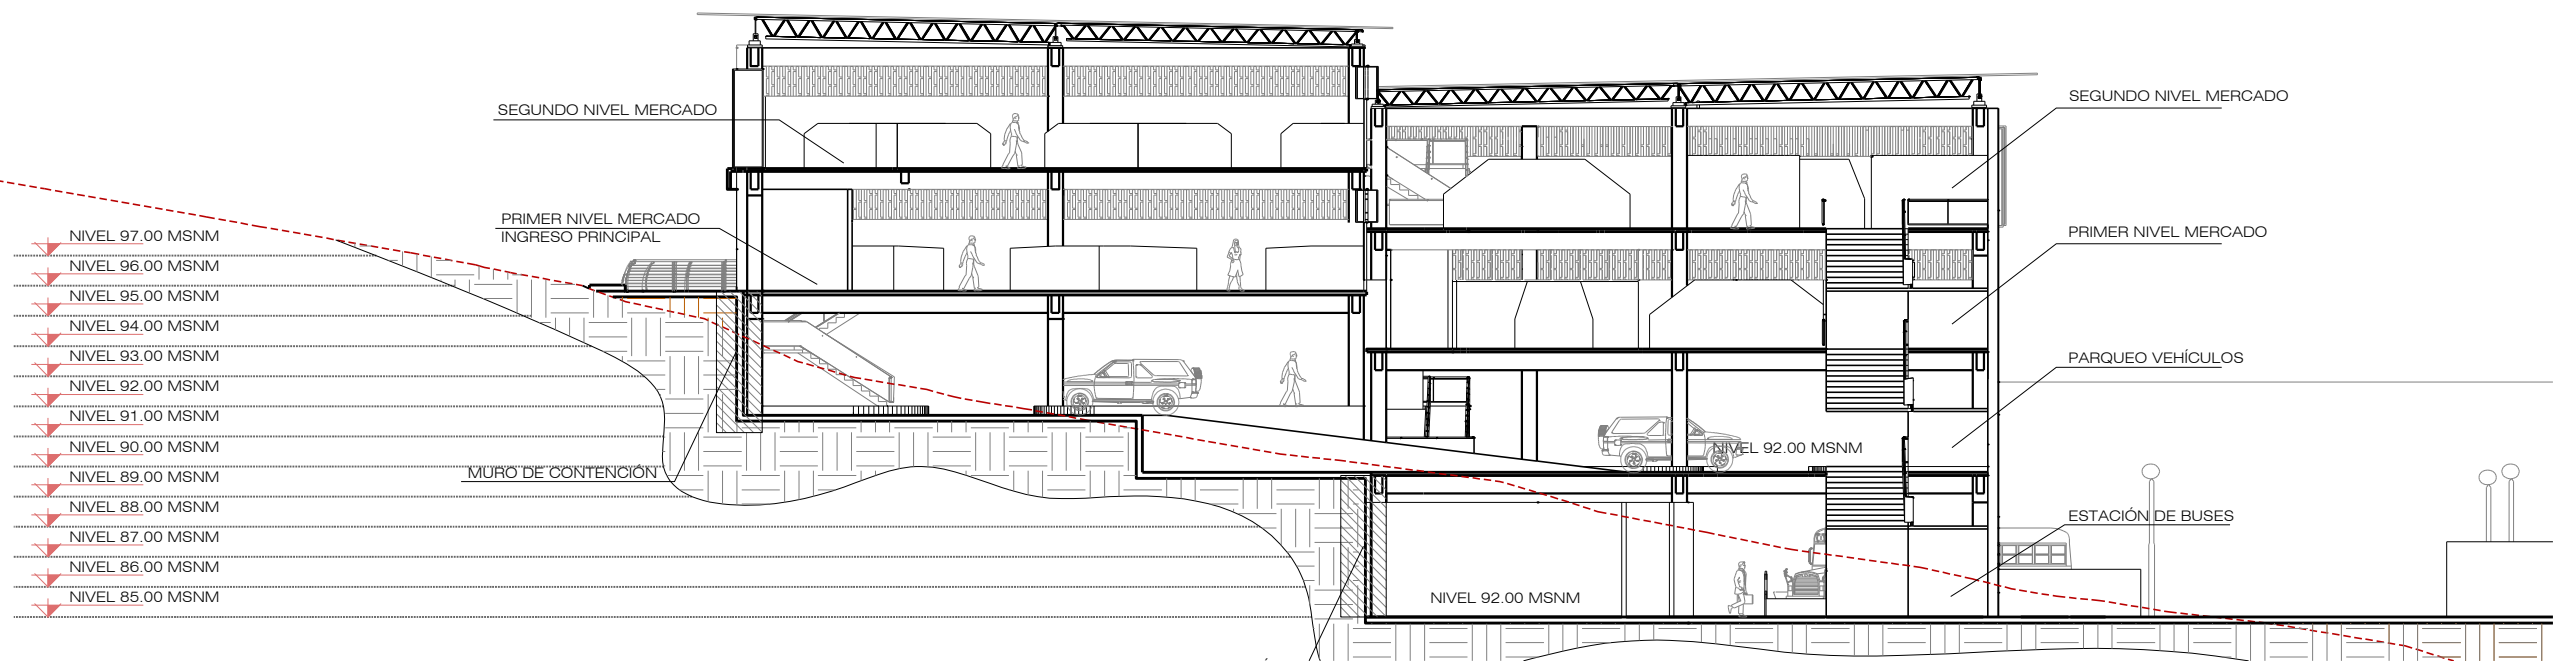 SEGUNDO NIVEL MERCADO
SEGUNDO NIVEL MERCADO
PRIMER NIVEL MERCADO
INGRESO PRINCIPAL
PRIMER NIVEL MERCADO
NIVEL 97.00 MSNM
NIVEL 96.00 MSNM
NIVEL 95.00 MSNM
NIVEL 94.00 MSNM
NIVEL 93.00 MSNM
PARQUEO VEHÍCULOS
NIVEL 92.00 MSNM
NIVEL 91.00 MSNM
NIVEL 90.00 MSNM
NIVEL 92.00 MSNM
MURO DE CONTENCIÓN
NIVEL 89.00 MSNM
NIVEL 88.00 MSNM
ESTACIÓN DE BUSES
NIVEL 87.00 MSNM
NIVEL 86.00 MSNM
NIVEL 85.00 MSNM
NIVEL 92.00 MSNM